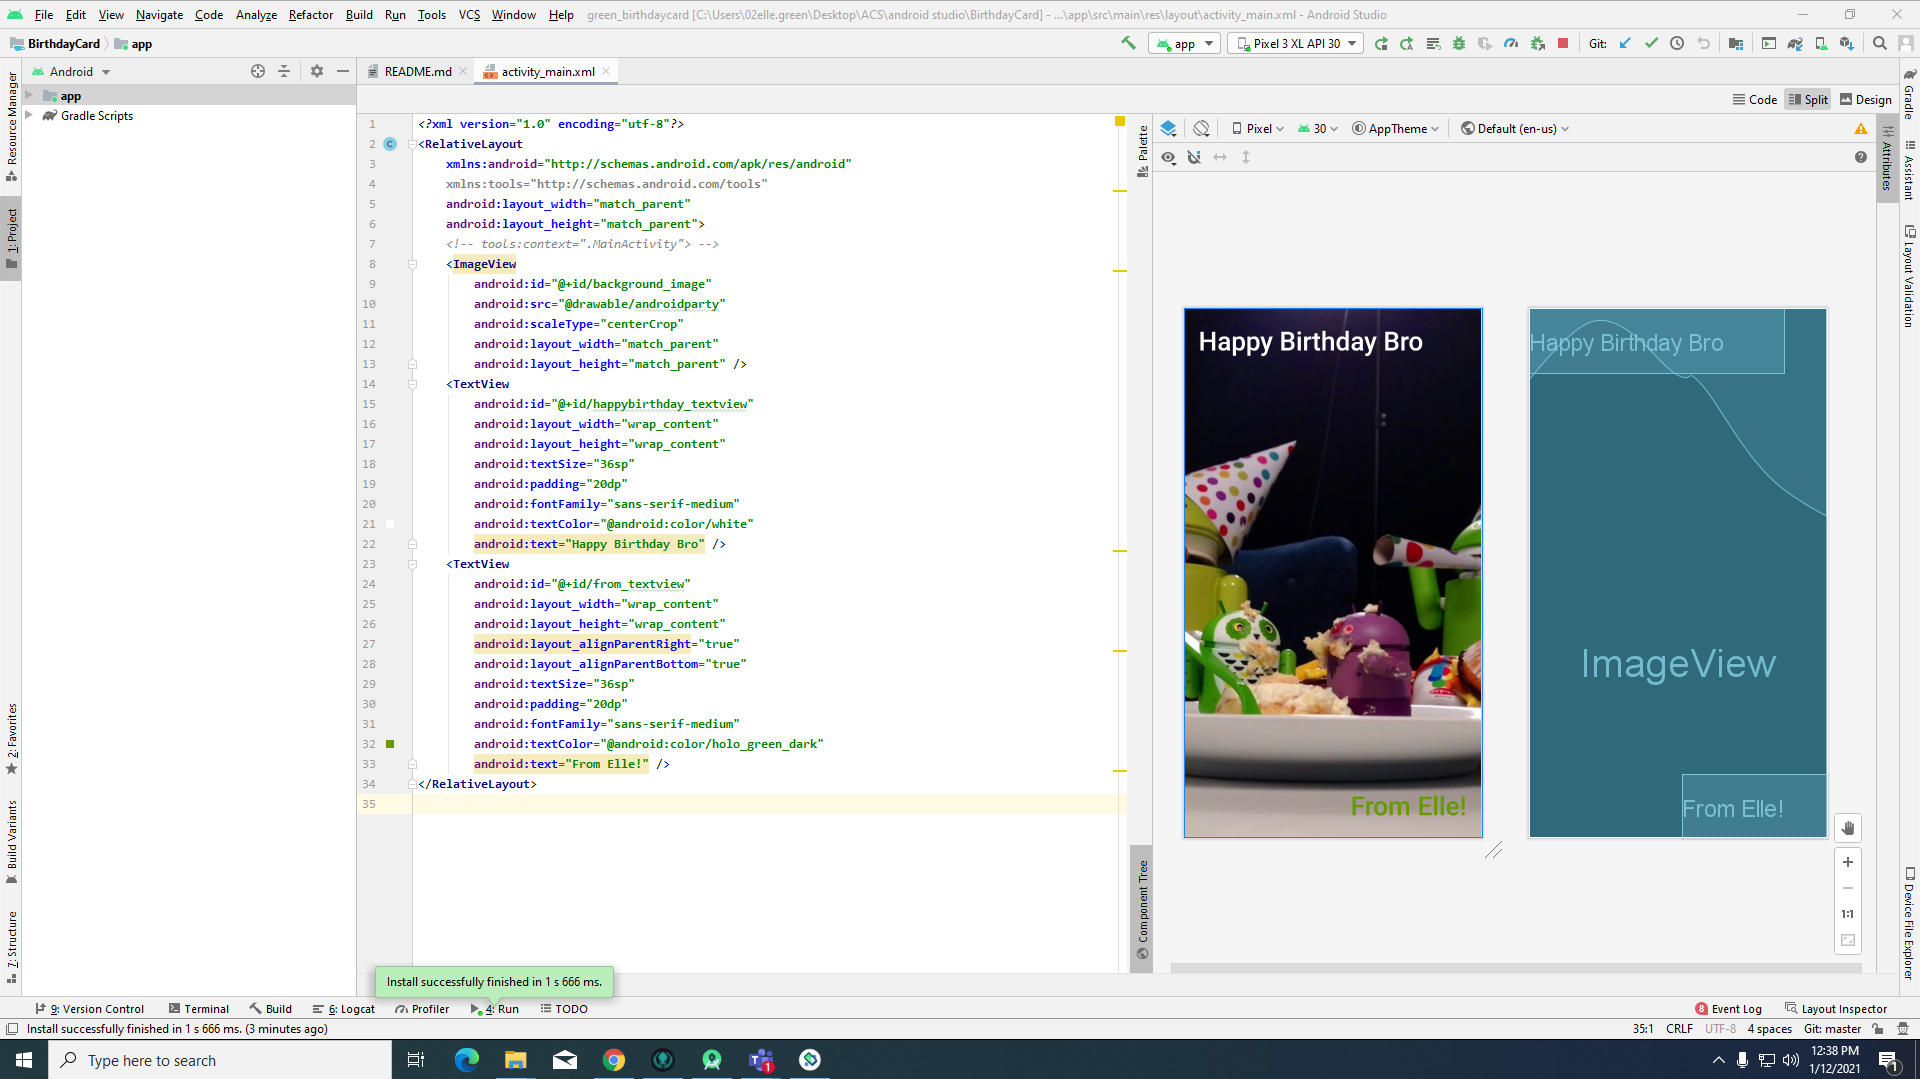 File Edit View Navigate Code Analyze Refactor Build Run Tools VCS Window Help green_birthdaycard [C:\Users\02elle.green\Desktop\ACS\android studio\BirthdayCard] - ...\app\src\main\res\layout\activity_main.xml - Android Studio
BirthdayCard app app Pixel 3 XL API 30 Git:
Android README.md activity_main.xml
app
Gradle Scripts
Code Split Design
Pixel 30 AppTheme Default (en-us)
1 <?xml version="1.0" encoding="utf-8"?>
2 <RelativeLayout
3 xmlns:android="http://schemas.android.com/apk/res/android"
4 xmlns:tools="http://schemas.android.com/tools"
5 android:layout_width="match_parent"
6 android:layout_height="match_parent">
7 <!-- tools:context=".MainActivity"> -->
8 <ImageView
9 android:id="@+id/background_image"
10 android:src="@drawable/androidparty"
11 android:scaleType="centerCrop"
12 android:layout_width="match_parent"
13 android:layout_height="match_parent" />
14 <TextView
15 android:id="@+id/happybirthday_textview"
16 android:layout_width="wrap_content"
17 android:layout_height="wrap_content"
18 android:textSize="36sp"
19 android:padding="20dp"
20 android:fontFamily="sans-serif-medium"
21 android:textColor="@android:color/white"
22 android:text="Happy Birthday Bro" />
23 <TextView
24 android:id="@+id/from_textview"
25 android:layout_width="wrap_content"
26 android:layout_height="wrap_content"
27 android:layout_alignParentRight="true"
28 android:layout_alignParentBottom="true"
29 android:textSize="36sp"
30 android:padding="20dp"
31 android:fontFamily="sans-serif-medium"
32 android:textColor="@android:color/holo_green_dark"
33 android:text="From Elle!" />
34 </RelativeLayout>
35
Happy Birthday Bro
From Elle!
Happy Birthday Bro
ImageView
From Elle!
1:1
Resource Manager
1: Project
2: Favorites
Build Variants
7: Structure
Palette
Component Tree
Attributes
Gradle
Assistant
Layout Validation
Device File Explorer
Install successfully finished in 1 s 666 ms.
9: Version Control Terminal Build 6: Logcat Profiler 4: Run TODO 8 Event Log Layout Inspector
Install successfully finished in 1 s 666 ms. (3 minutes ago) 35:1 CRLF UTF-8 4 spaces Git: master
Type here to search
1
12:38 PM
1/12/2021
1